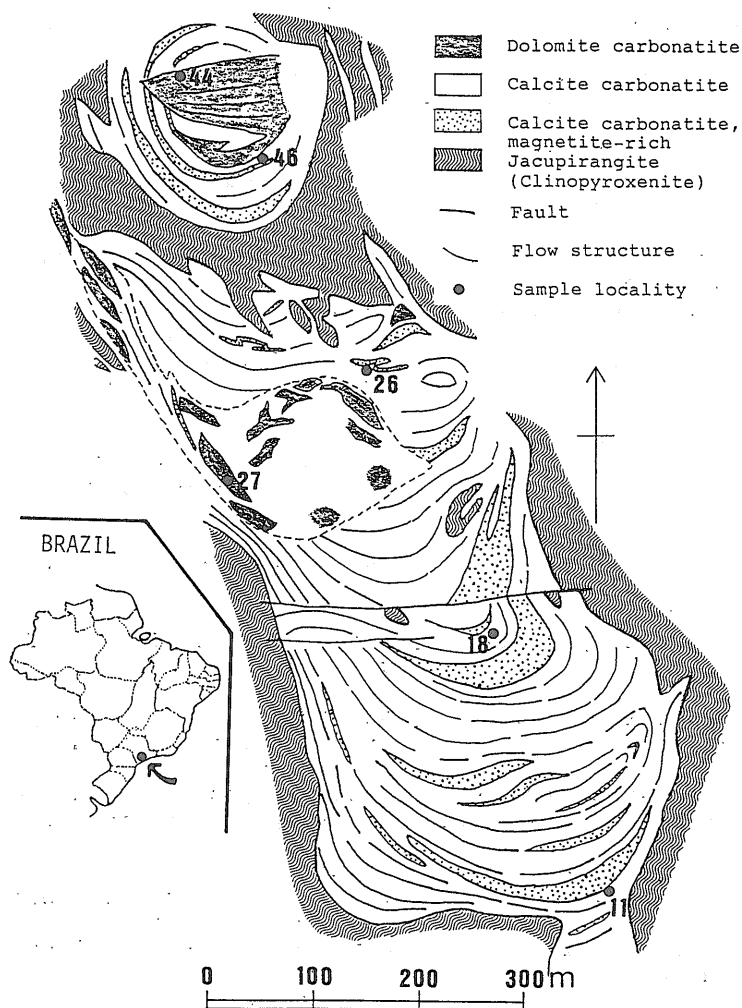 Dolomite carbonatite
Calcite carbonatite
Calcite carbonatite,
magnetite-rich
Jacupirangite
(Clinopyroxenite)
Fault
Flow structure
Sample locality
44
46
26
27
18
11
BRAZIL
0 100 200 300m